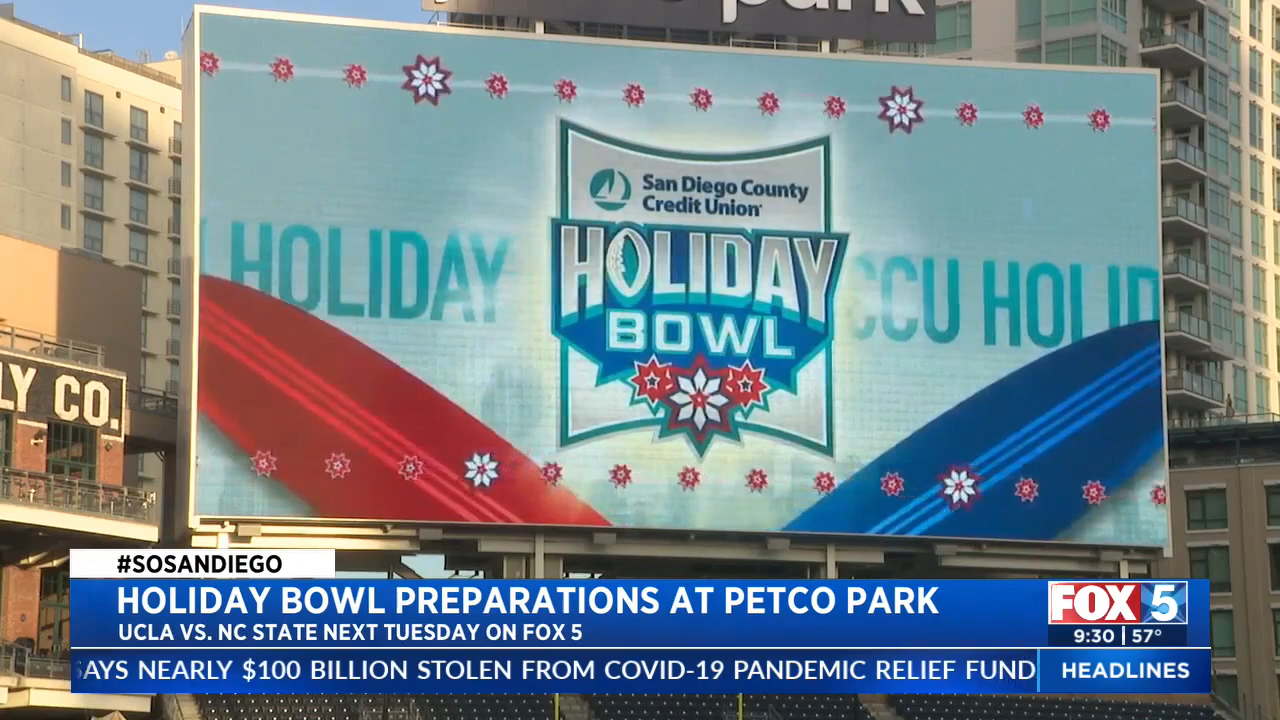 park
San Diego County
Credit Union
HOLIDAY
HOLIDAY
BOWL
CCU HOLID
LY CO.
#SOSANDIEGO
HOLIDAY BOWL PREPARATIONS AT PETCO PARK
UCLA VS. NC STATE NEXT TUESDAY ON FOX 5
FOX 5
9:30 | 57°
SAYS NEARLY $100 BILLION STOLEN FROM COVID-19 PANDEMIC RELIEF FUND
HEADLINES